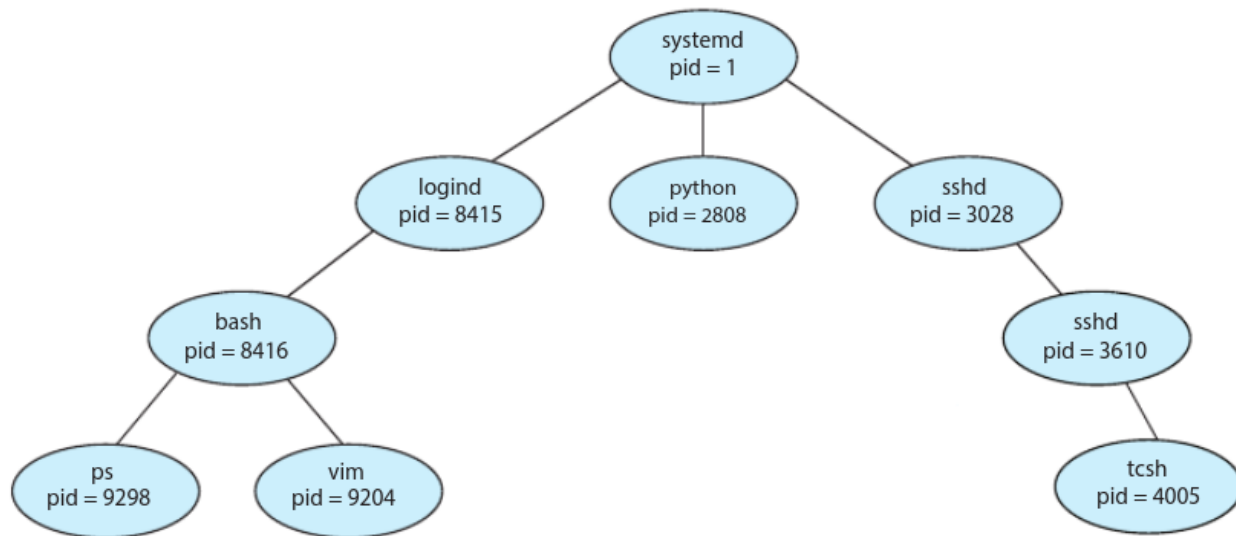 systemd
pid = 1
logind
pid = 8415
python
pid = 2808
sshd
pid = 3028
bash
pid = 8416
sshd
pid = 3610
ps
pid = 9298
vim
pid = 9204
tcsh
pid = 4005